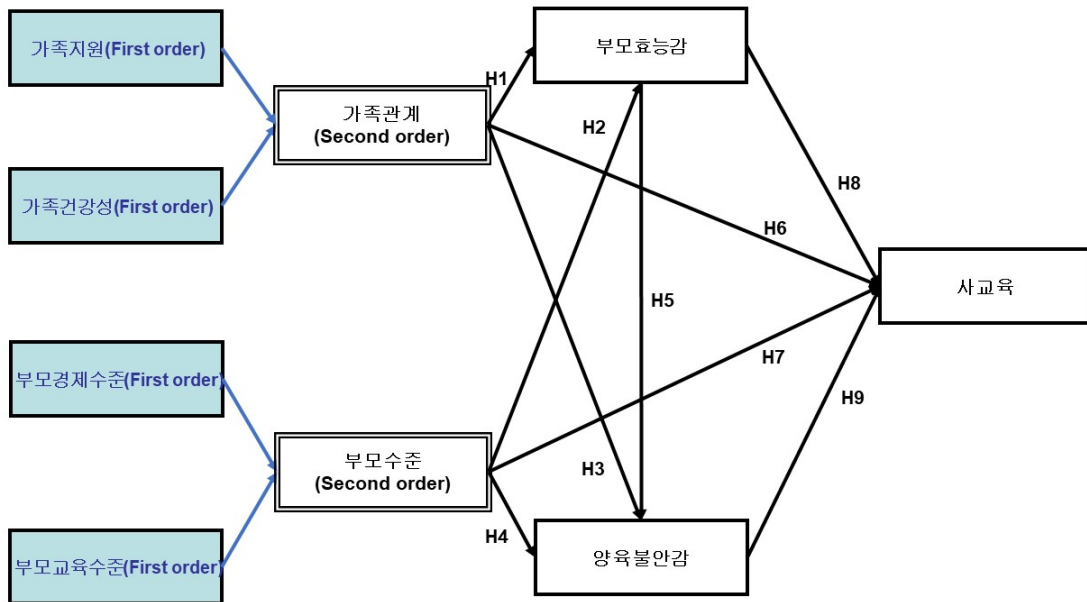 가족지원(First order)
부모효능감
H1
가족관계
(Second order)
H2
가족건강성(First order)
H8
H6
사교육
H5
부모경제수준(First order)
H7
H9
부모수준
(Second order)
H3
H4
부모교육수준(First order)
양육불안감